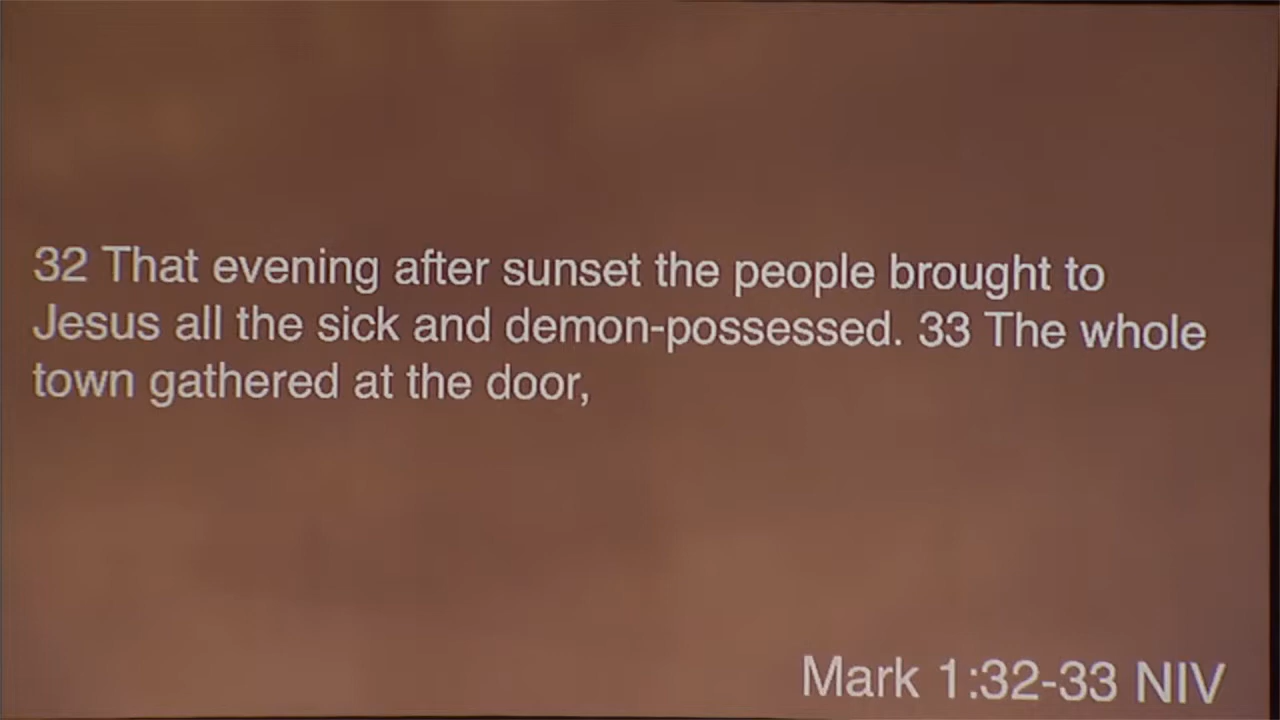 32 That evening after sunset the people brought to
Jesus all the sick and demon-possessed. 33 The whole
town gathered at the door,
Mark 1:32-33 NIV